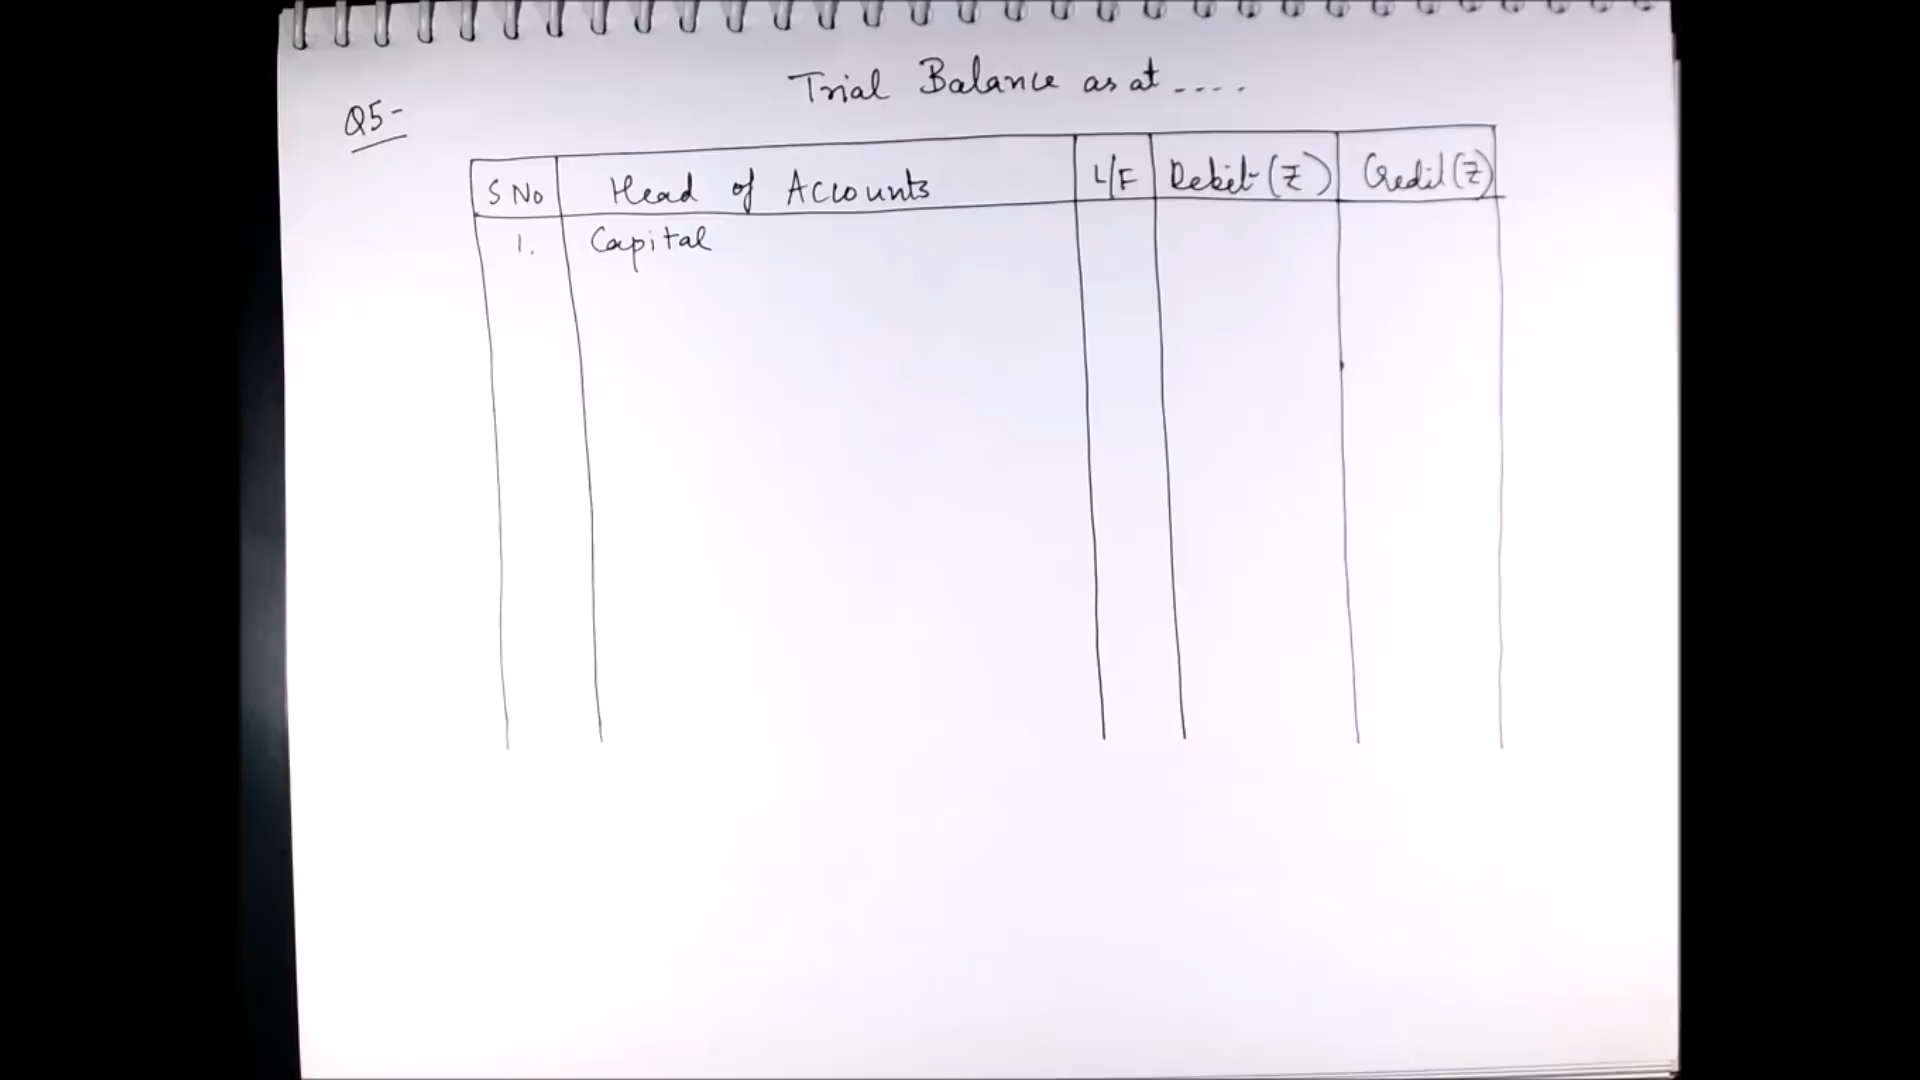 Trial Balance as at ....
Q5-
S No Head of Accounts L/F Debit (₹) Credit (₹)
1. Capital